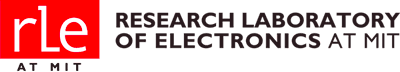 rle
AT MIT
RESEARCH LABORATORY
OF ELECTRONICS AT MIT